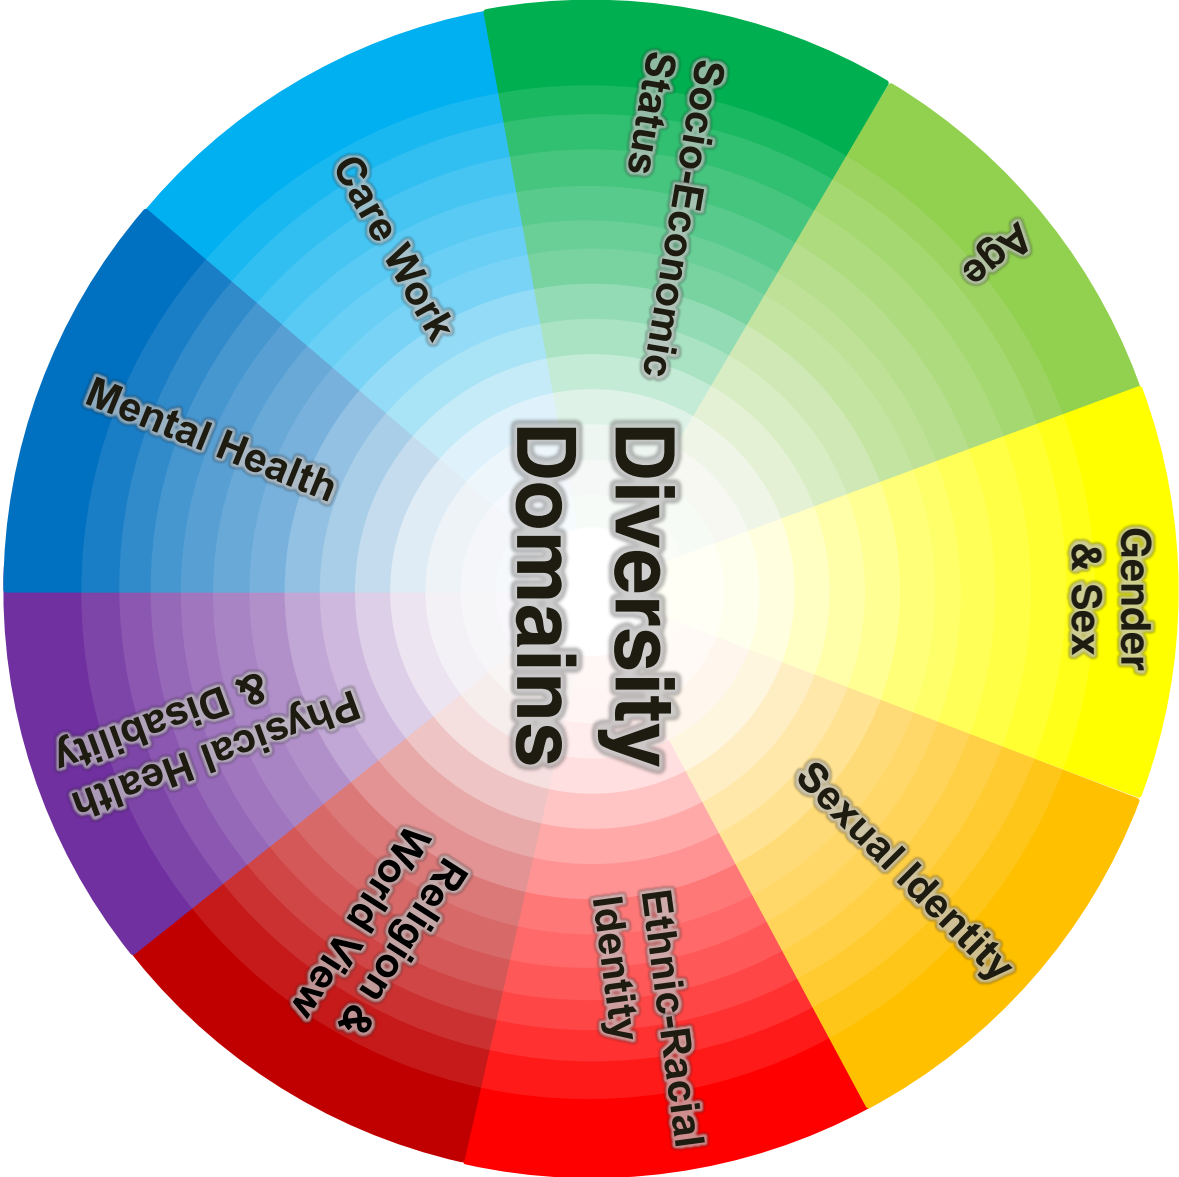 Diversity
Domains
Socio-Economic
Status
Age
Gender
& Sex
Sexual Identity
Ethnic-Racial
Identity
Religion &
World View
Physical Health
& Disability
Mental Health
Care Work